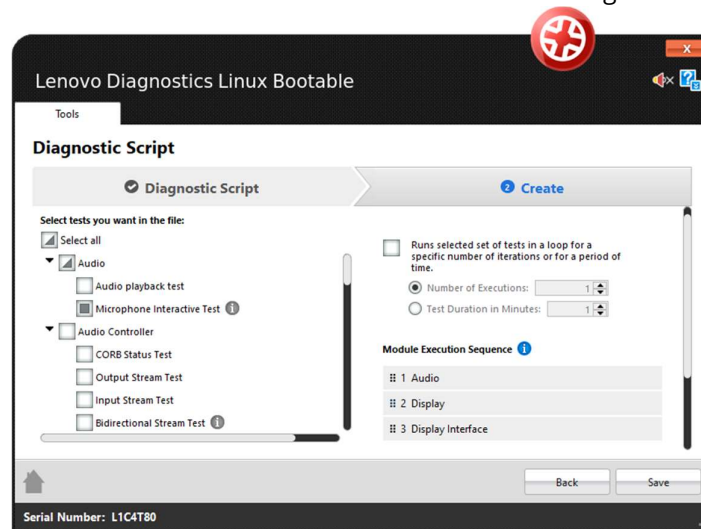 Lenovo Diagnostics Linux Bootable
X
Tools
Diagnostic Script
Diagnostic Script
2 Create
Select tests you want in the file:
Select all
Audio
Audio playback test
Microphone Interactive Test
Audio Controller
CORB Status Test
Output Stream Test
Input Stream Test
Bidirectional Stream Test
Runs selected set of tests in a loop for a
specific number of iterations or for a period of
time.
Number of Executions: 1
Test Duration in Minutes: 1
Module Execution Sequence
1 Audio
2 Display
3 Display Interface
Back
Save
Serial Number: L1C4T80